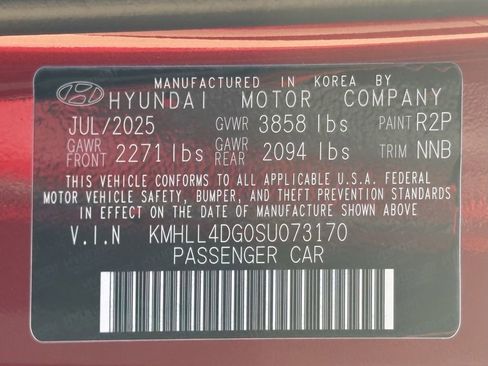 MANUFACTURED IN KOREA BY
HYUNDAI MOTOR COMPANY
JUL/2025 GVWR 3858 lbs PAINT R2P
GAWR FRONT 2271 lbs GAWR REAR 2094 lbs TRIM NNB
THIS VEHICLE CONFORMS TO ALL APPLICABLE U.S.A. FEDERAL
MOTOR VEHICLE SAFETY, BUMPER, AND THEFT PREVENTION STANDARDS
IN EFFECT ON THE DATE OF MANUFACTURE SHOWN ABOVE.
V.I.N KMHLL4DG0SU073170
PASSENGER CAR